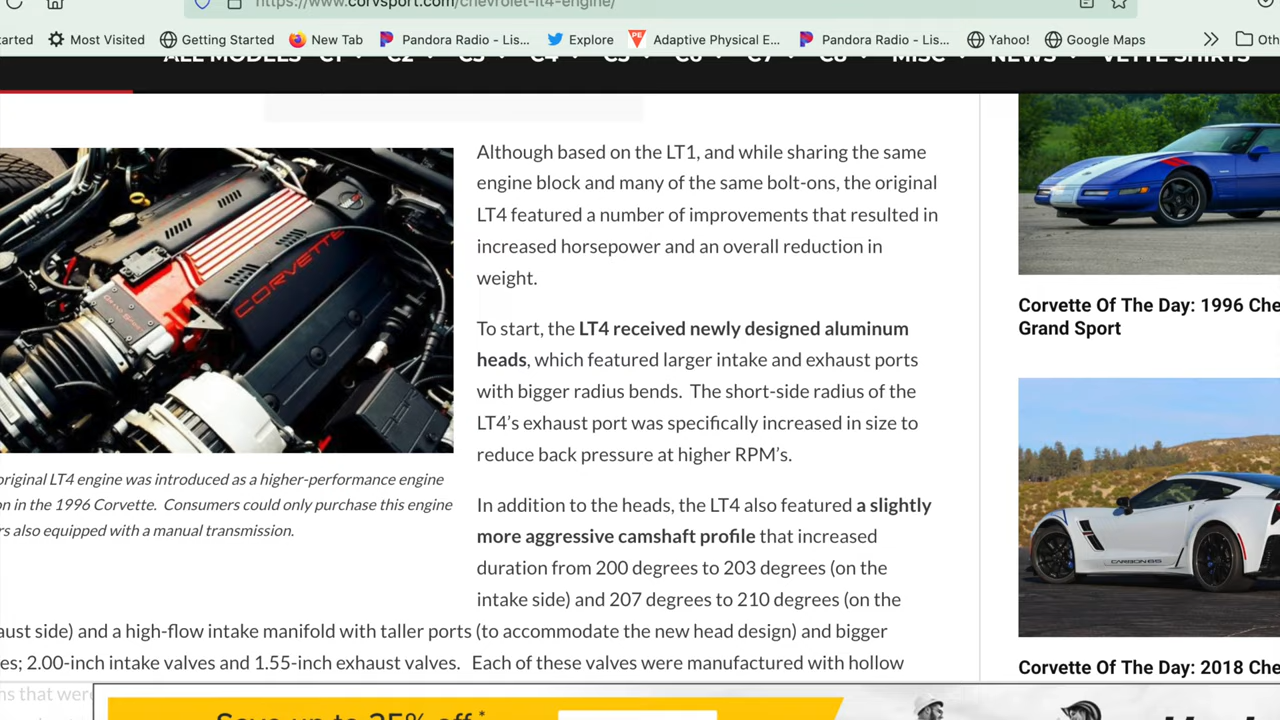 https://www.corvsport.com/chevrolet-lt4-engine/
tarted Most Visited Getting Started New Tab Pandora Radio - Lis... Explore Adaptive Physical E... Pandora Radio - Lis... Yahoo! Google Maps Oth
ALL MODELS C1 C2 C3 C4 C5 C6 C7 C8 MISC NEWS VETTE SHIRTS
CORVETTE
Although based on the LT1, and while sharing the same
engine block and many of the same bolt-ons, the original
LT4 featured a number of improvements that resulted in
increased horsepower and an overall reduction in
weight.
To start, the LT4 received newly designed aluminum
heads, which featured larger intake and exhaust ports
with bigger radius bends. The short-side radius of the
LT4’s exhaust port was specifically increased in size to
reduce back pressure at higher RPM’s.
original LT4 engine was introduced as a higher-performance engine
on in the 1996 Corvette. Consumers could only purchase this engine
rs also equipped with a manual transmission.
In addition to the heads, the LT4 also featured a slightly
more aggressive camshaft profile that increased
duration from 200 degrees to 203 degrees (on the
intake side) and 207 degrees to 210 degrees (on the
aust side) and a high-flow intake manifold with taller ports (to accommodate the new head design) and bigger
es; 2.00-inch intake valves and 1.55-inch exhaust valves. Each of these valves were manufactured with hollow
ms that were
Corvette Of The Day: 1996 Che
Grand Sport
CARBON 65
Corvette Of The Day: 2018 Che
Save up to 25% off*